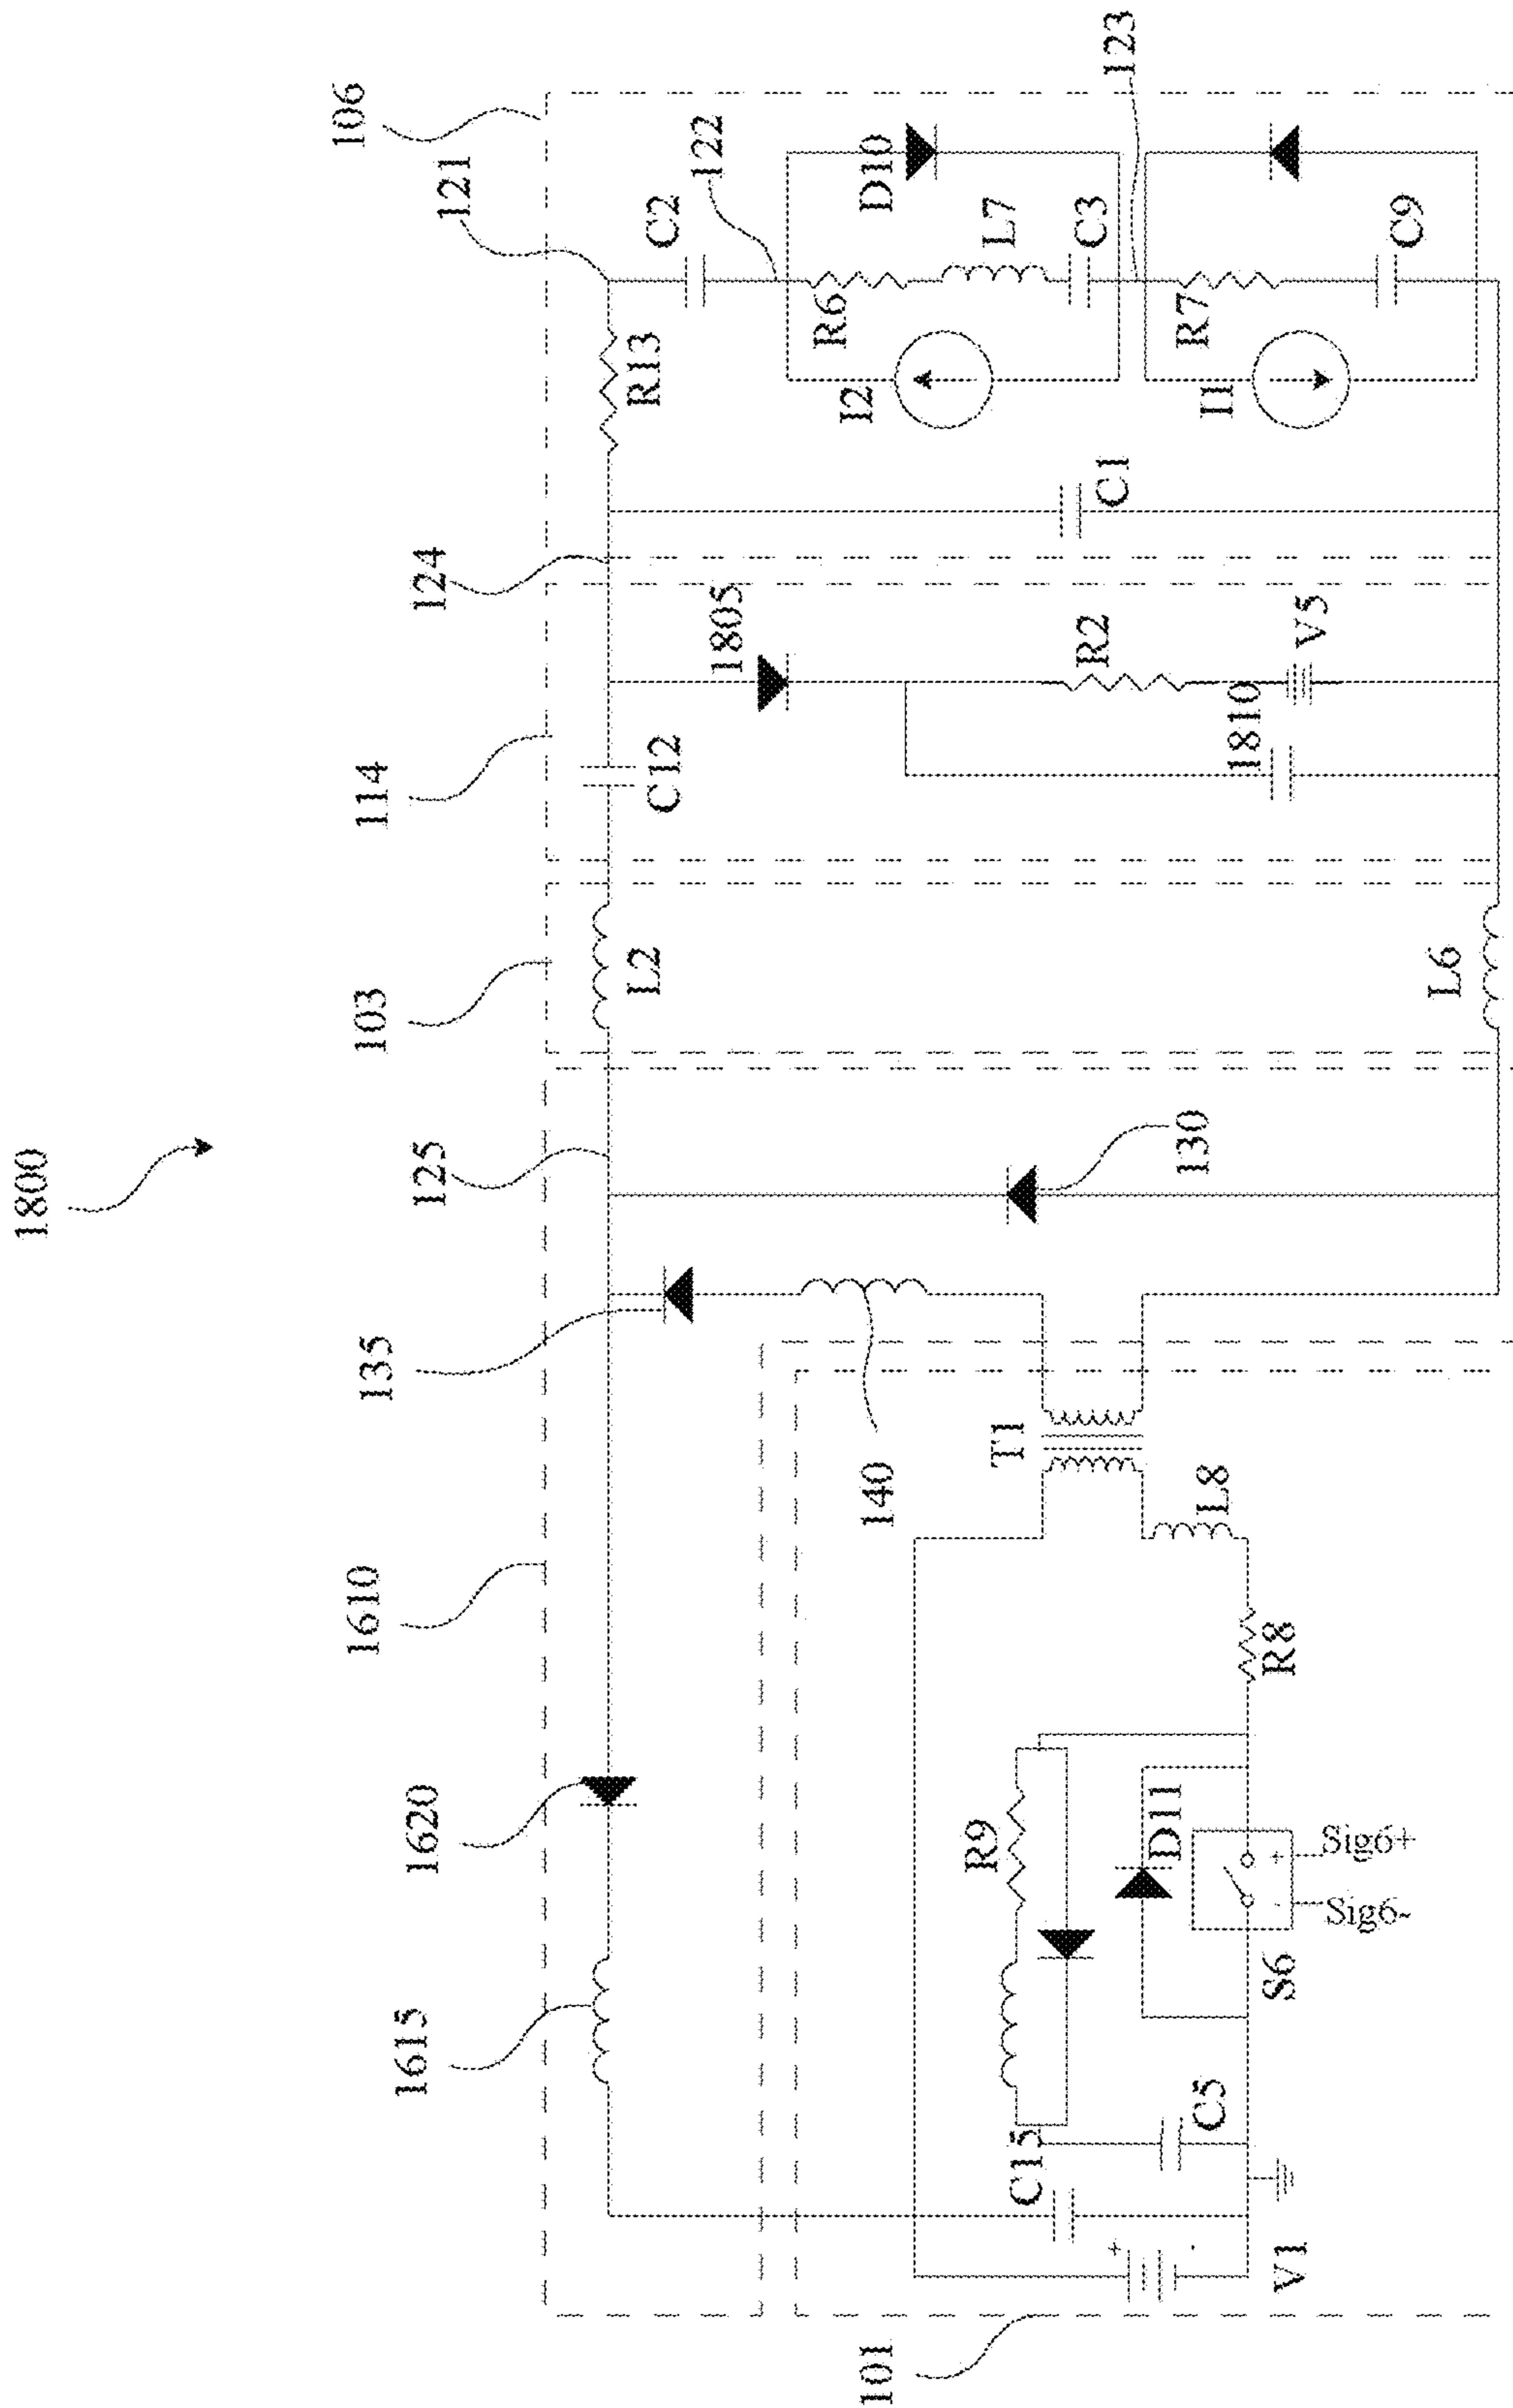 1800
101
1615
1620
1610
135
125
103
114
124
121
106
140
130
L2
C12
1805
R13
C2
122
D10
R6
L7
C3
123
I2
R7
C9
I1
C1
R2
V5
1810
L6
T1
L8
R8
R9
D11
Sig6+
Sig6-
S6
C15
C5
+
-
V1